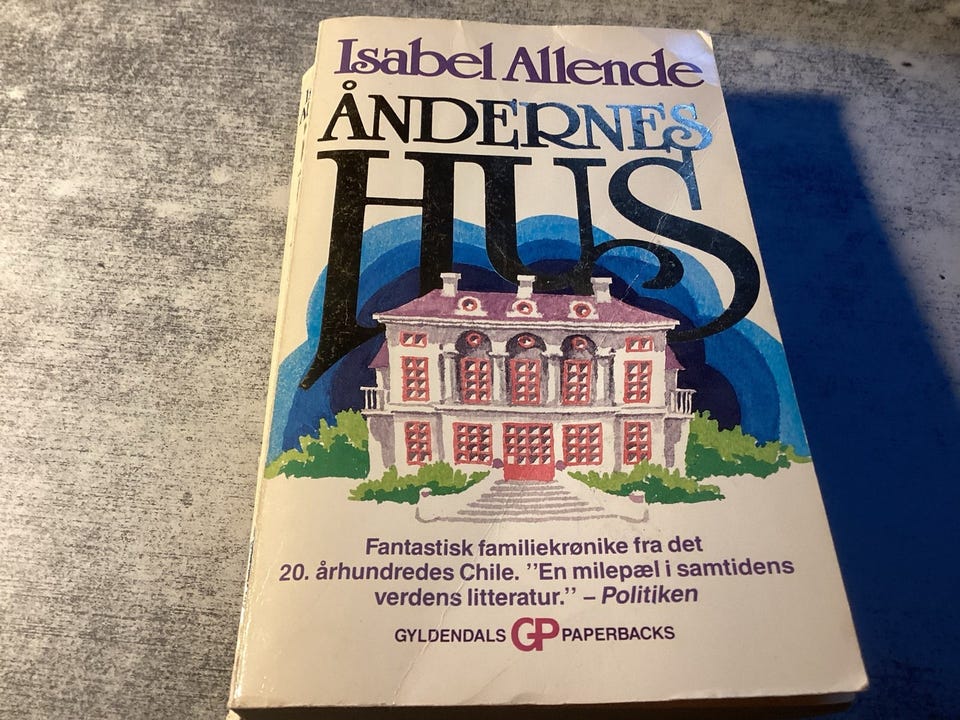 Isabel Allende
ÅNDERNES
HUS
Fantastisk familiekrønike fra det
20. århundredes Chile. ''En milepæl i samtidens
verdens litteratur.'' – Politiken
GYLDENDALS GP PAPERBACKS